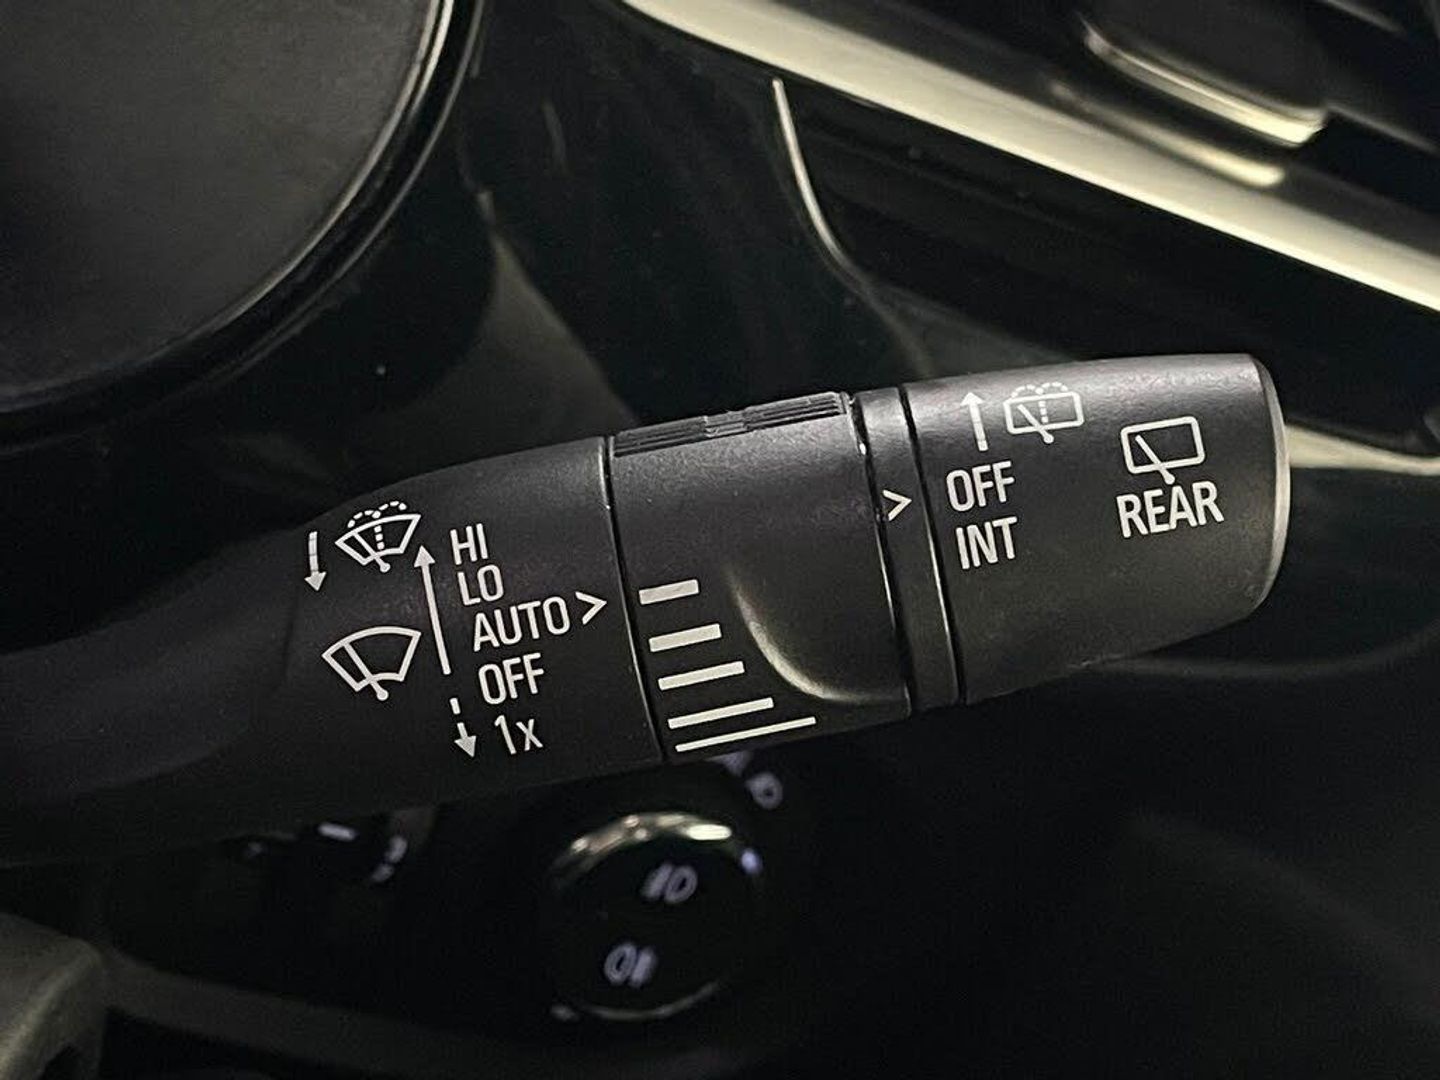 HI
LO
AUTO >
OFF
1x
>
OFF
INT
REAR